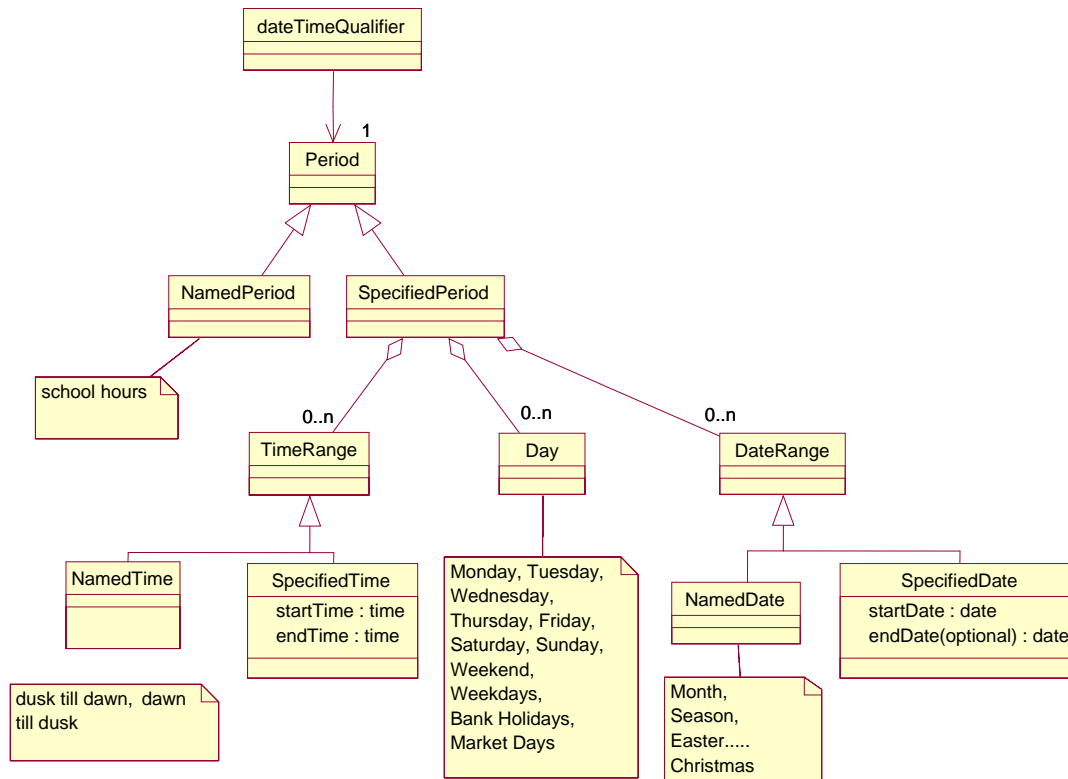 dateTimeQualifier
1
Period
NamedPeriod
SpecifiedPeriod
school hours
0..n
0..n
0..n
TimeRange
Day
DateRange
NamedTime
SpecifiedTime
startTime : time
endTime : time
Monday, Tuesday,
Wednesday,
Thursday, Friday,
Saturday, Sunday,
Weekend,
Weekdays,
Bank Holidays,
Market Days
NamedDate
SpecifiedDate
startDate : date
endDate(optional) : date
dusk till dawn, dawn
till dusk
Month,
Season,
Easter.....
Christmas